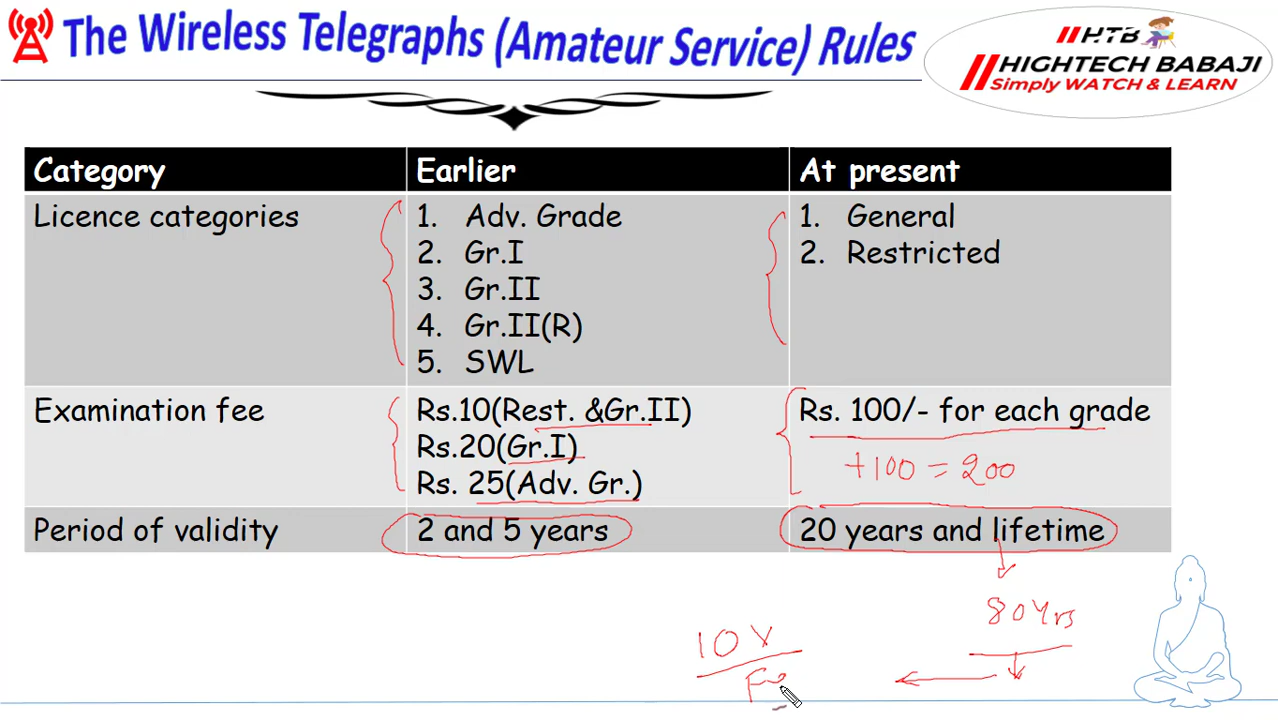 The Wireless Telegraphs (Amateur Service) Rules
HTB
HIGHTECH BABAJI
Simply WATCH & LEARN
Category Earlier At present
Licence categories 1. Adv. Grade 1. General
2. Gr.I 2. Restricted
3. Gr.II
4. Gr.II(R)
5. SWL
Examination fee Rs.10(Rest. &Gr.II) Rs. 100/- for each grade
Rs.20(Gr.I) +100 = 200
Rs. 25(Adv. Gr.)
Period of validity 2 and 5 years 20 years and lifetime
80 Yrs
10 Y